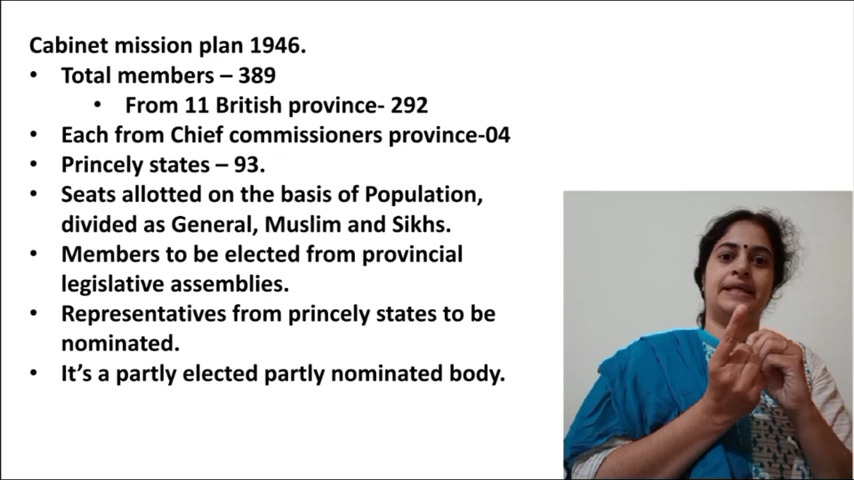 Cabinet mission plan 1946.
• Total members – 389
• From 11 British province- 292
• Each from Chief commissioners province-04
• Princely states – 93.
• Seats allotted on the basis of Population,
divided as General, Muslim and Sikhs.
• Members to be elected from provincial
legislative assemblies.
• Representatives from princely states to be
nominated.
• It’s a partly elected partly nominated body.